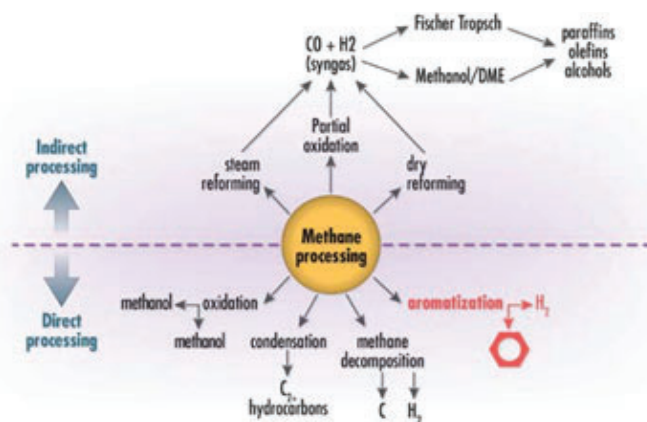 CO + H2
(syngas)
Fischer Tropsch
Methanol/DME
paraffins
olefins
alcohols
Partial
oxidation
steam
reforming
dry
reforming
Indirect
processing
Methane
processing
Direct
processing
methanol
oxidation
methanol
condensation
C2+
hydrocarbons
methane
decomposition
C
H2
aromatization
H2